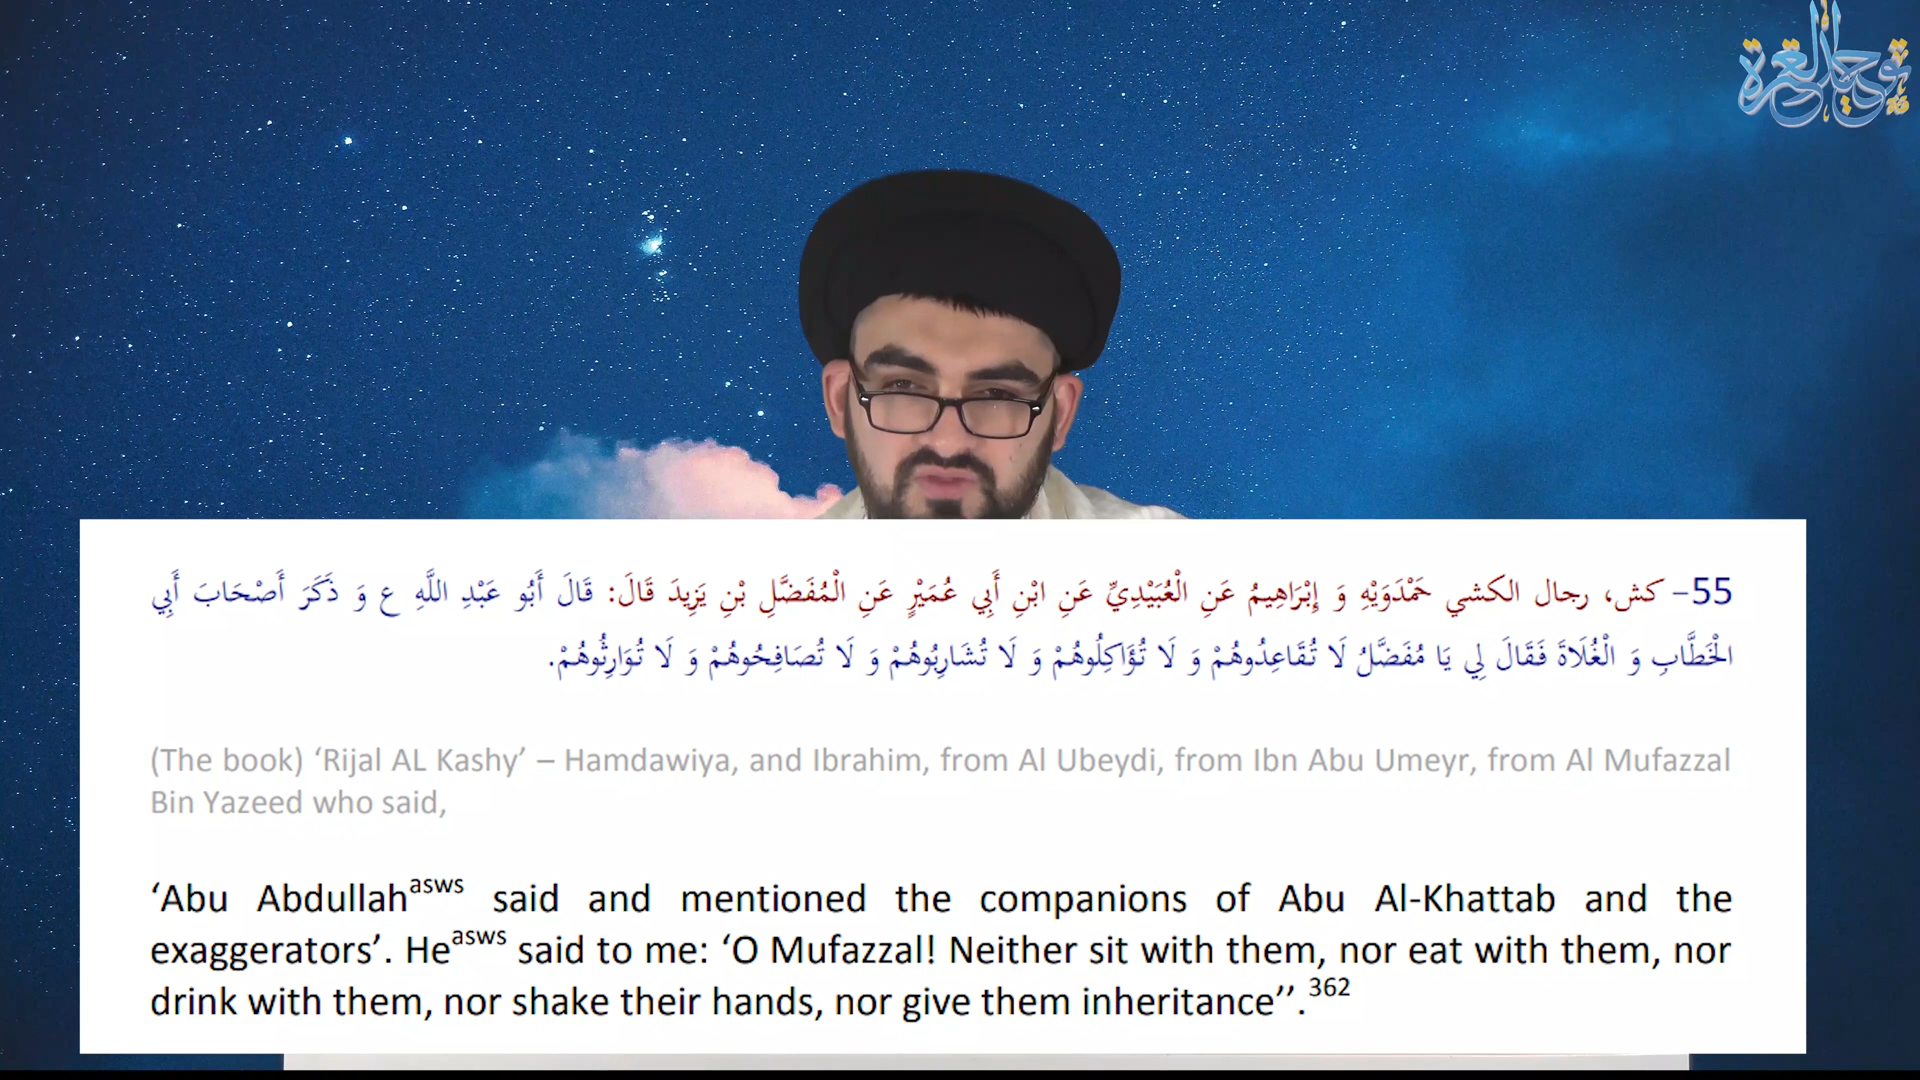 توحيد العترة
55- كش، رجال الكشي حَمْدَوَيْهِ وَ إِبْرَاهِيمُ عَنِ الْعُبَيْدِيِّ عَنِ ابْنِ أَبِي عُمَيْرٍ عَنِ الْمُفَضَّلِ بْنِ يَزِيدَ قَالَ: قَالَ أَبُو عَبْدِ اللَّهِ ع وَ ذَكَرَ أَصْحَابَ أَبِي
الْخَطَّابِ وَ الْغُلَاةَ فَقَالَ لِي يَا مُفَضَّلُ لَا تُقَاعِدُوهُمْ وَ لَا تُؤَاكِلُوهُمْ وَ لَا تُشَارِبُوهُمْ وَ لَا تُصَافِحُوهُمْ وَ لَا تُوَارِثُوهُمْ.
(The book) ‘Rijal AL Kashy’ – Hamdawiya, and Ibrahim, from Al Ubeydi, from Ibn Abu Umeyr, from Al Mufazzal
Bin Yazeed who said,
‘Abu Abdullah asws said and mentioned the companions of Abu Al-Khattab and the
exaggerators’. He asws said to me: ‘O Mufazzal! Neither sit with them, nor eat with them, nor
drink with them, nor shake their hands, nor give them inheritance’’. 362